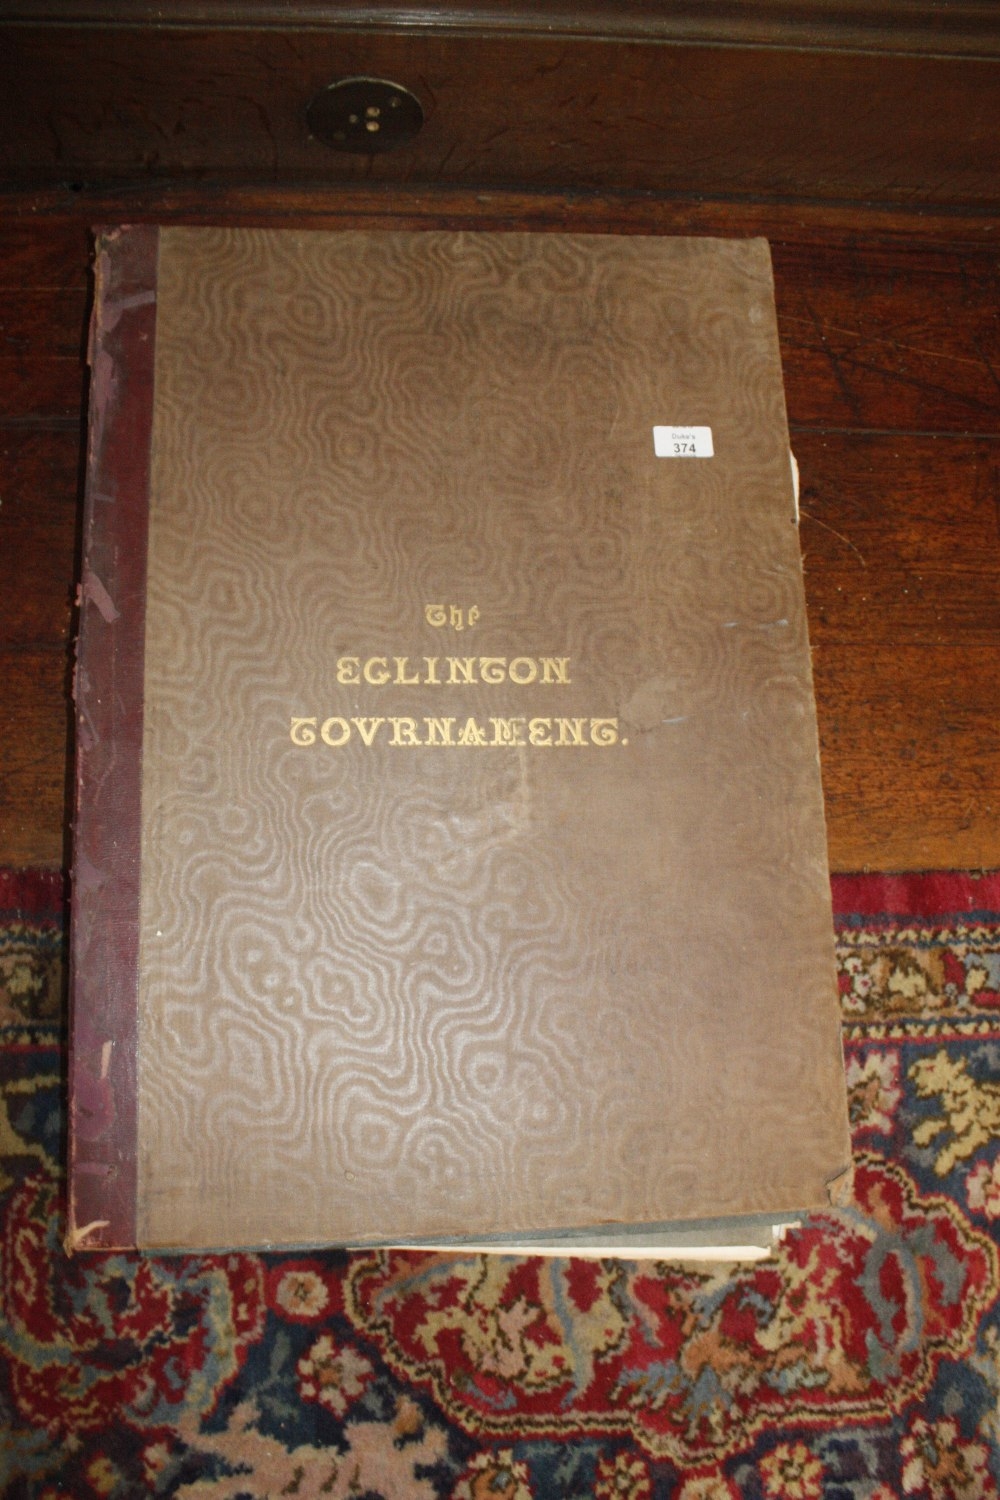 Duke's
374
The
EGLINTON
TOVRNAMENT.